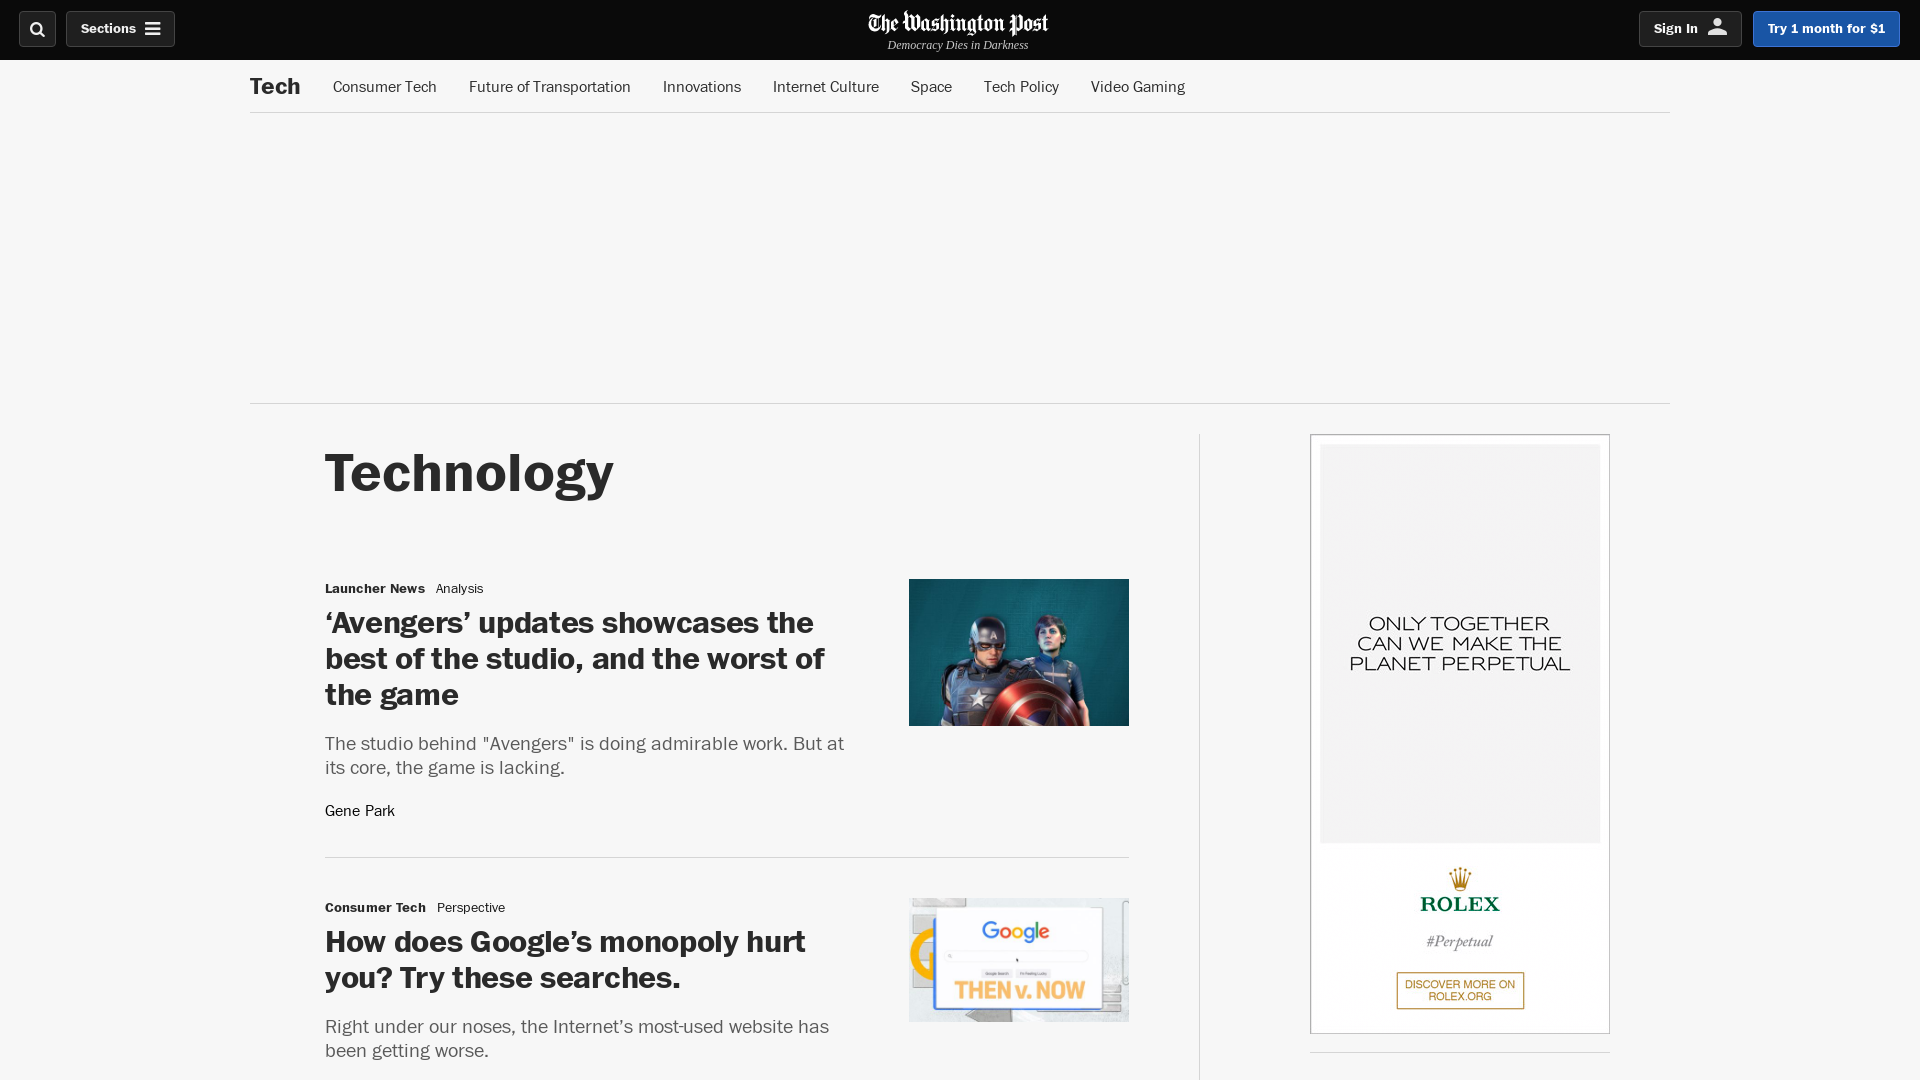 Sections
The Washington Post
Democracy Dies in Darkness
Sign In
Try 1 month for $1
Tech
Consumer Tech
Future of Transportation
Innovations
Internet Culture
Space
Tech Policy
Video Gaming
Technology
Launcher News Analysis
‘Avengers’ updates showcases the
best of the studio, and the worst of
the game
The studio behind "Avengers" is doing admirable work. But at
its core, the game is lacking.
Gene Park
Consumer Tech Perspective
How does Google’s monopoly hurt
you? Try these searches.
Right under our noses, the Internet’s most-used website has
been getting worse.
Google
Google Search I'm Feeling Lucky
THEN v. NOW
ONLY TOGETHER
CAN WE MAKE THE
PLANET PERPETUAL
ROLEX
#Perpetual
DISCOVER MORE ON
ROLEX.ORG